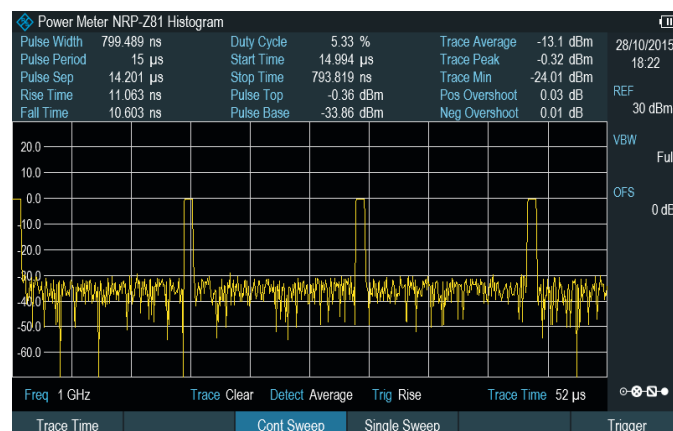 Power Meter NRP-Z81 Histogram
Pulse Width 799.489 ns Duty Cycle 5.33 % Trace Average -13.1 dBm
Pulse Period 15 µs Start Time 14.994 µs Trace Peak -0.32 dBm
Pulse Sep 14.201 µs Stop Time 793.819 ns Trace Min -24.01 dBm
Rise Time 11.063 ns Pulse Top -0.36 dBm Pos Overshoot 0.03 dB
Fall Time 10.603 ns Pulse Base -33.86 dBm Neg Overshoot 0.01 dB
28/10/2015
18:22
REF
30 dBm
VBW
Ful
OFS
0 dB
20.0
10.0
0.0
-10.0
-20.0
-30.0
-40.0
-50.0
-60.0
Freq 1 GHz Trace Clear Detect Average Trig Rise Trace Time 52 µs
Trace Time Cont Sweep Single Sweep Trigger